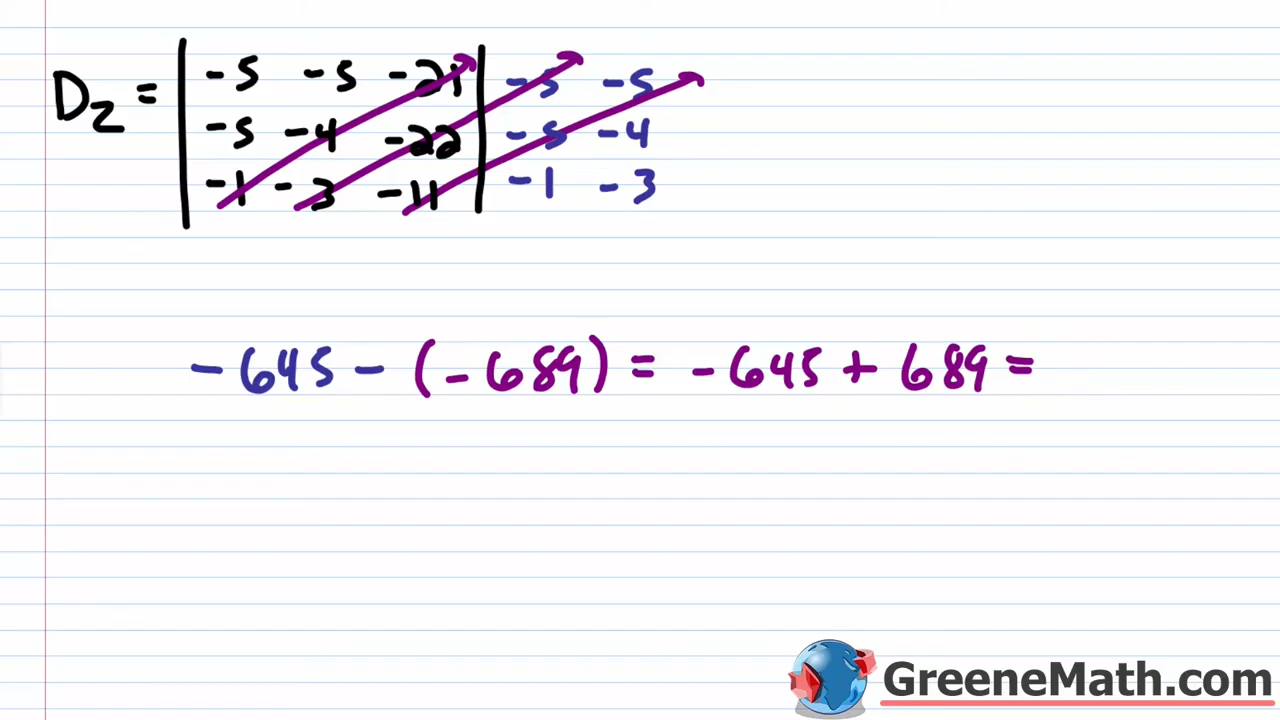 D₂ = | -5 -5 -21 | -5 -5
-5 -4 -22 | -5 -4
-1 -3 -11 | -1 -3
-645 - (-689) = -645 + 689 =
GreeneMath.com